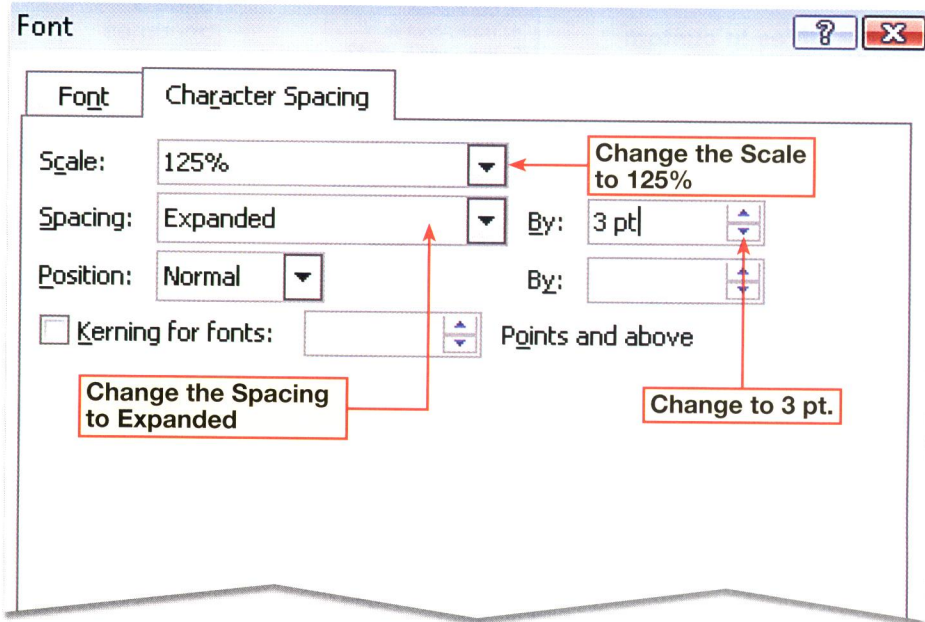 Font
Font
Character Spacing
Scale: 125%
Change the Scale
to 125%
Spacing: Expanded By: 3 pt
Position: Normal By:
Kerning for fonts: Points and above
Change the Spacing
to Expanded
Change to 3 pt.